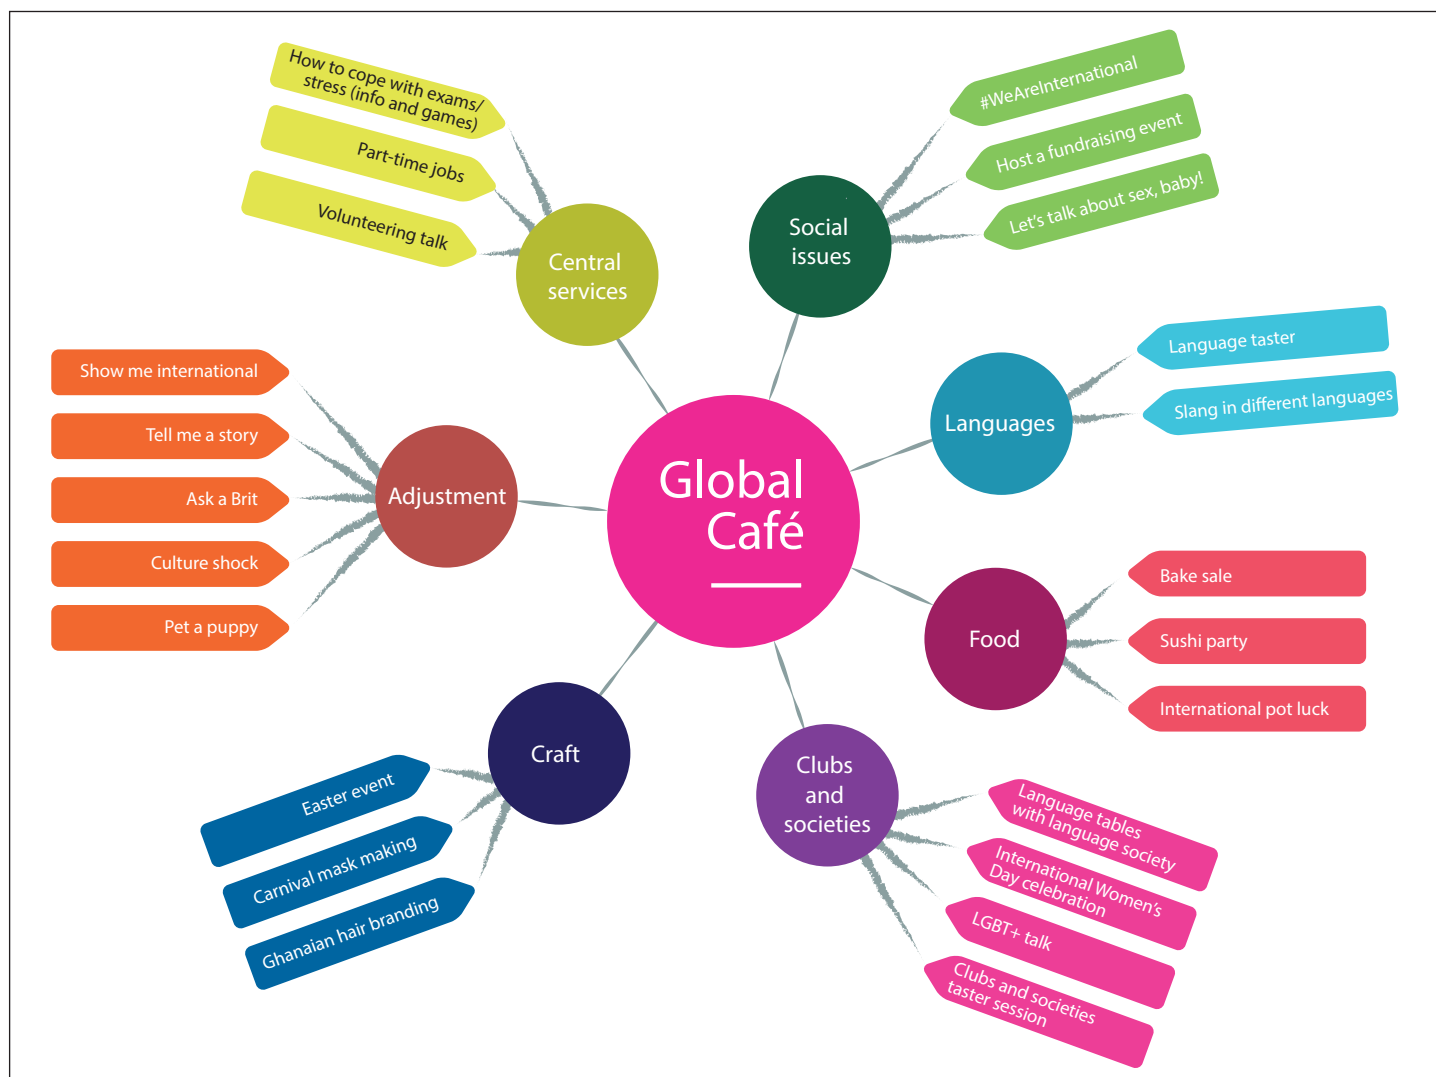 Global
Café
Central
services
How to cope with exams/
stress (info and games)
Part-time jobs
Volunteering talk
Social
issues
#WeAreInternational
Host a fundraising event
Let's talk about sex, baby!
Languages
Language taster
Slang in different languages
Food
Bake sale
Sushi party
International pot luck
Clubs
and
societies
Language tables
with language society
International Women's
Day celebration
LGBT+ talk
Clubs and societies
taster session
Craft
Easter event
Carnival mask making
Ghanaian hair branding
Adjustment
Show me international
Tell me a story
Ask a Brit
Culture shock
Pet a puppy